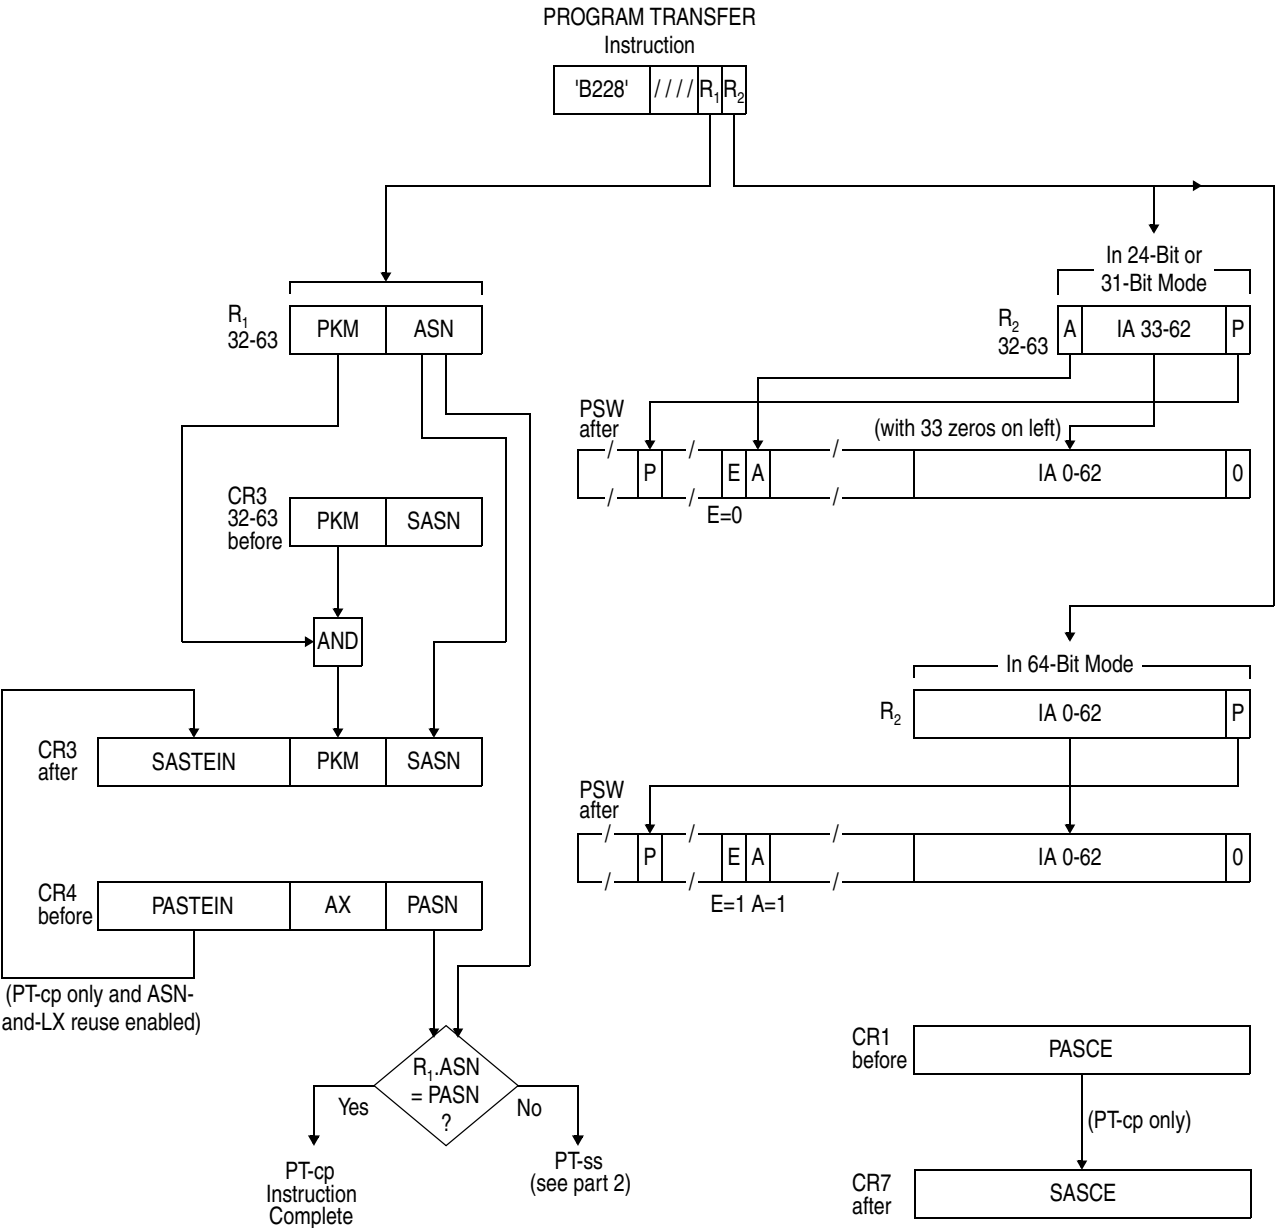 PROGRAM TRANSFER
Instruction
'B228' //// R1 R2
In 24-Bit or
31-Bit Mode
R1
32-63
PKM ASN
R2
32-63
A IA 33-62 P
PSW
after
(with 33 zeros on left)
/ / /
P E A IA 0-62 0
/ / /
E=0
CR3
32-63
before
PKM SASN
AND
In 64-Bit Mode
R2
IA 0-62 P
CR3
after
SASTEIN PKM SASN
PSW
after
/ / /
P E A IA 0-62 0
/ / /
E=1 A=1
CR4
before
PASTEIN AX PASN
(PT-cp only and ASN-
and-LX reuse enabled)
R1.ASN
= PASN
?
Yes
No
PT-cp
Instruction
Complete
PT-ss
(see part 2)
CR1
before
PASCE
(PT-cp only)
CR7
after
SASCE